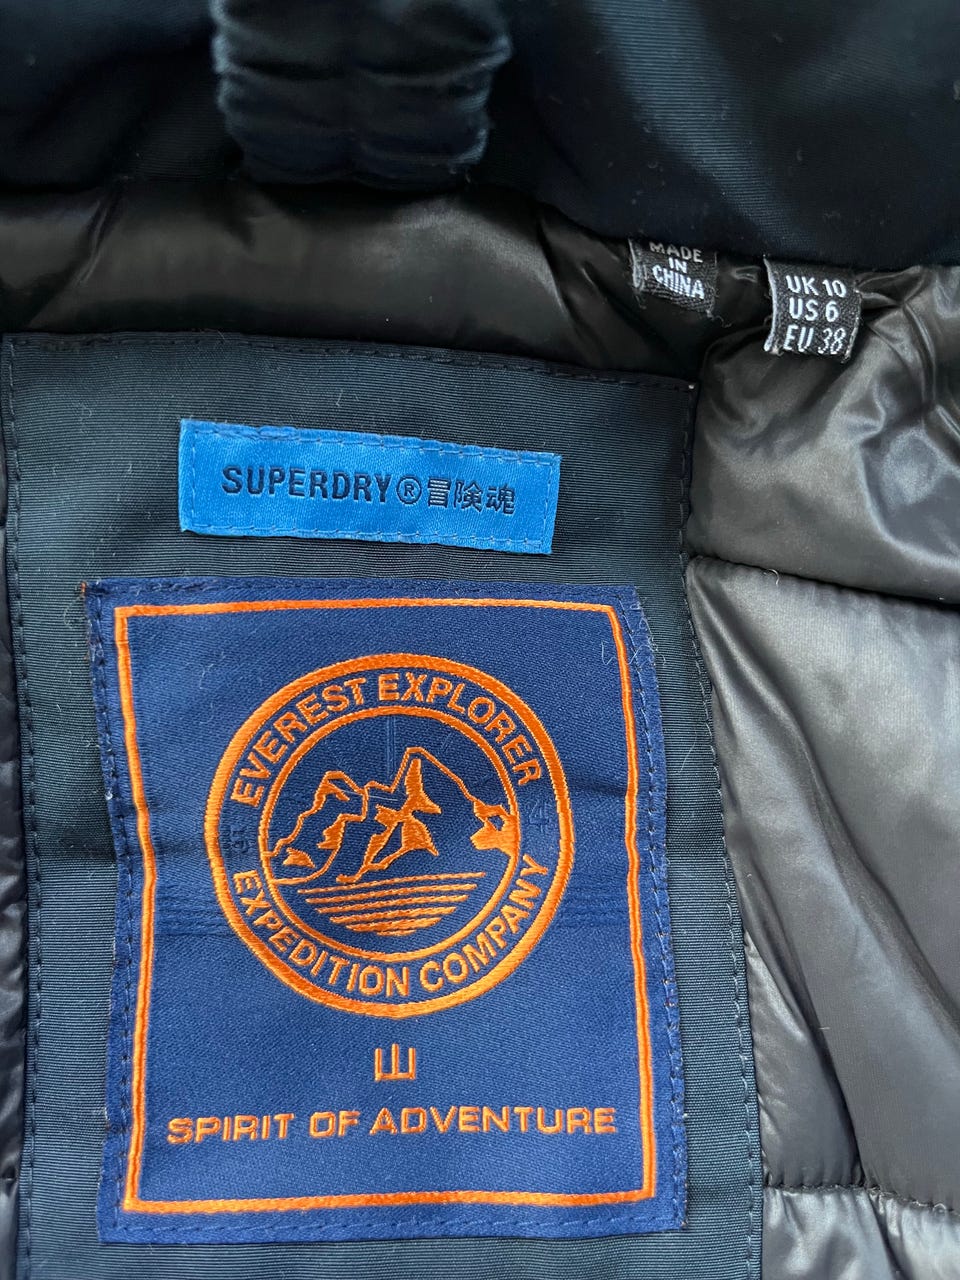 MADE
IN
CHINA
UK 10
US 6
EU 38
SUPERDRY®冒険魂
EVEREST EXPLORER
EXPEDITION COMPANY
山
SPIRIT OF ADVENTURE